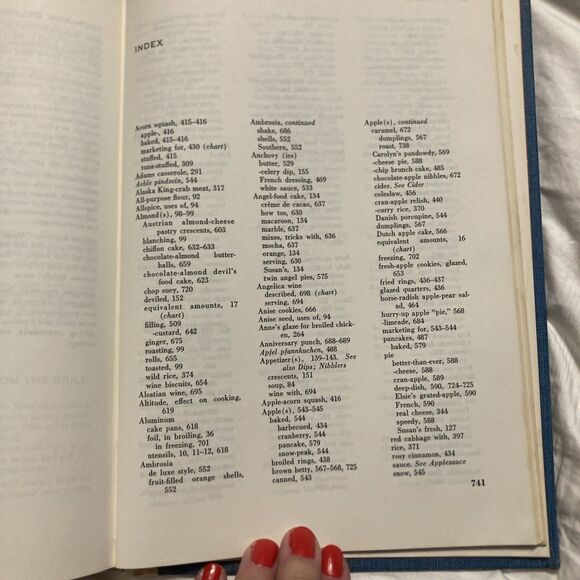 INDEX
Acorn squash, 415–416
apple-, 416
baked, 415–416
marketing for, 430 (chart)
stuffed, 415
tuna-stuffed, 309
Adams casserole, 291
Aeble pindsvin, 544
Alaska King-crab meat, 317
All-purpose flour, 92
Allspice, uses of, 94
Almond(s), 98–99
Austrian almond-cheese
pastry crescents, 603
blanching, 99
chiffon cake, 632–633
chocolate-almond butter-
balls, 659
chocolate-almond devil's
food cake, 623
chop suey, 720
deviled, 152
equivalent amounts, 17
(chart)
filling, 509
-custard, 642
ginger, 675
roasting, 99
rolls, 655
toasted, 99
wild rice, 374
wine biscuits, 654
Alsatian wine, 695
Altitude, effect on cooking,
619
Aluminum
cake pans, 618
foil, in broiling, 36
in freezing, 701
utensils, 10, 11–12, 618
Ambrosia
de luxe style, 552
fruit-filled orange shells,
552
Ambrosia, continued
shake, 686
shells, 552
Southern, 552
Anchovy (ies)
butter, 529
-celery dip, 155
French dressing, 469
white sauce, 533
Angel-food cake, 134
crème de cacao, 637
how tos, 630
macaroon, 134
marble, 637
mixes, tricks with, 636
mocha, 637
orange, 134
serving, 630
Susan's, 134
twin angel pies, 575
Angelica wine
described, 698 (chart)
serving, 694
Anise cookies, 666
Anise seed, uses of, 94
Anne's glaze for broiled chick-
en, 264
Anniversary punch, 688–689
Apfel pfannkuchen, 488
Appetizer(s), 139–143. See
also Dips; Nibblers
crescents, 151
soup, 84
wine with, 694
Apple-acorn squash, 416
Apple(s), 543–545
baked, 544
barbecued, 434
cranberry, 544
pancake, 579
snow-peak, 544
broiled rings, 438
brown betty, 567–568, 725
canned, 543
Apple(s), continued
caramel, 672
dumplings, 567
roast, 738
Carolyn's pandowdy, 569
-cheese pie, 588
-chip brunch cake, 485
chocolate-apple nibbles, 672
cider. See Cider
coleslaw, 456
cran-apple relish, 440
-curry rice, 370
Danish porcupine, 544
dumplings, 567
Dutch apple cake, 566
equivalent amounts, 16
(chart)
freezing, 702
fresh-apple cookies, glazed,
653
fried rings, 436–437
glazed quarters, 436
horse-radish apple-pear sal-
ad, 464
hurry-up apple "pie," 568
-limeade, 684
marketing for, 543–544
pancakes, 487
baked, 579
pie
better-than-ever, 588
-cheese, 588
cran-apple, 589
deep-dish, 590, 724–725
Elsie's grated-apple, 590
French, 590
real cheese, 344
speedy, 588
Susan's fresh, 127
red cabbage with, 397
rice, 371
rosy cinnamon, 434
sauce. See Applesauce
snow, 545
741